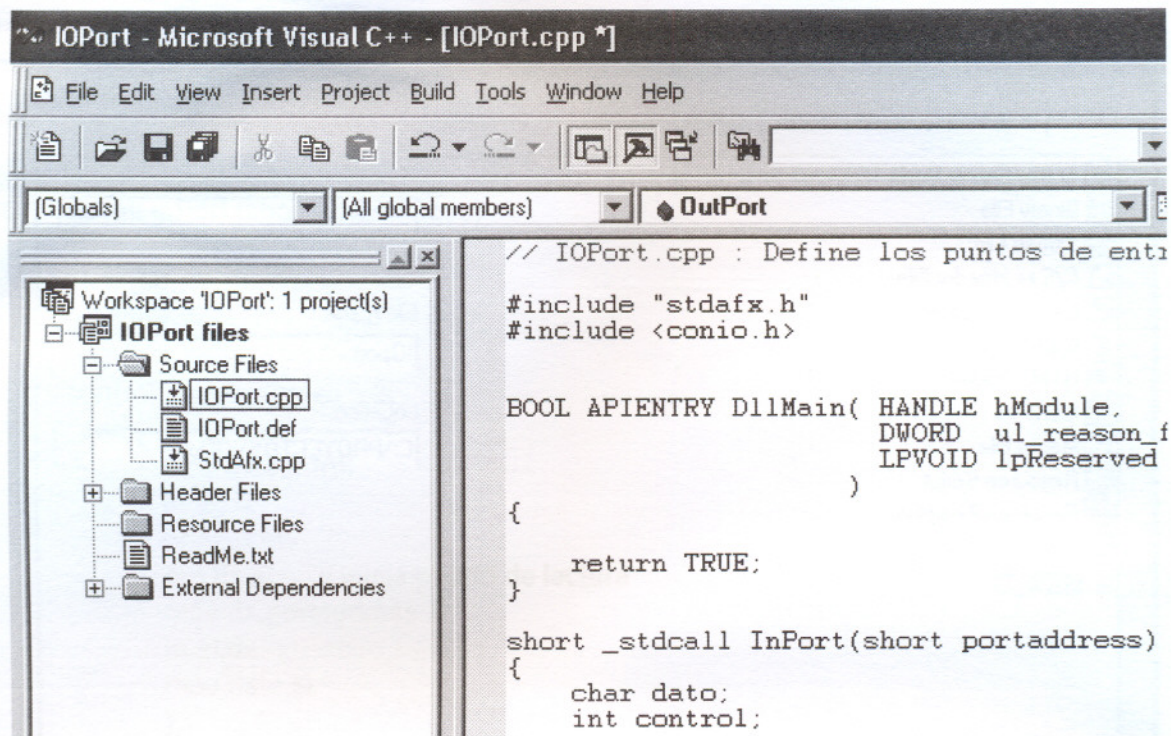 IOPort - Microsoft Visual C++ - [IOPort.cpp *]
File Edit View Insert Project Build Tools Window Help
(Globals) (All global members) OutPort
Workspace 'IOPort': 1 project(s)
IOPort files
Source Files
IOPort.cpp
IOPort.def
StdAfx.cpp
Header Files
Resource Files
ReadMe.txt
External Dependencies
// IOPort.cpp : Define los puntos de
#include "stdafx.h"
#include <conio.h>
BOOL APIENTRY DllMain( HANDLE hModule,
DWORD ul_reason_f
LPVOID lpReserved
)
{
return TRUE;
}
short _stdcall InPort(short portaddress)
{
char dato;
int control;